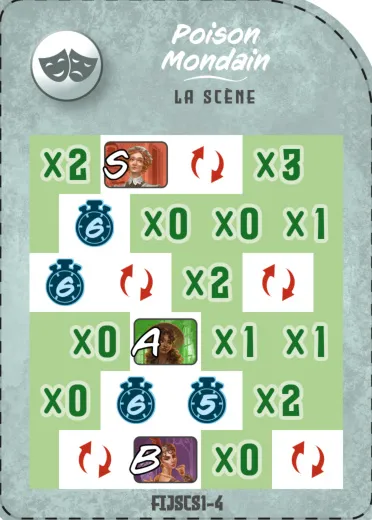 Poison
Mondain
LA SCÈNE
X2 S X3
6 X0 X0 X1
6 X2
X0 A X1 X1
X0 6 5 X2
B X0
FIJSCS1-4